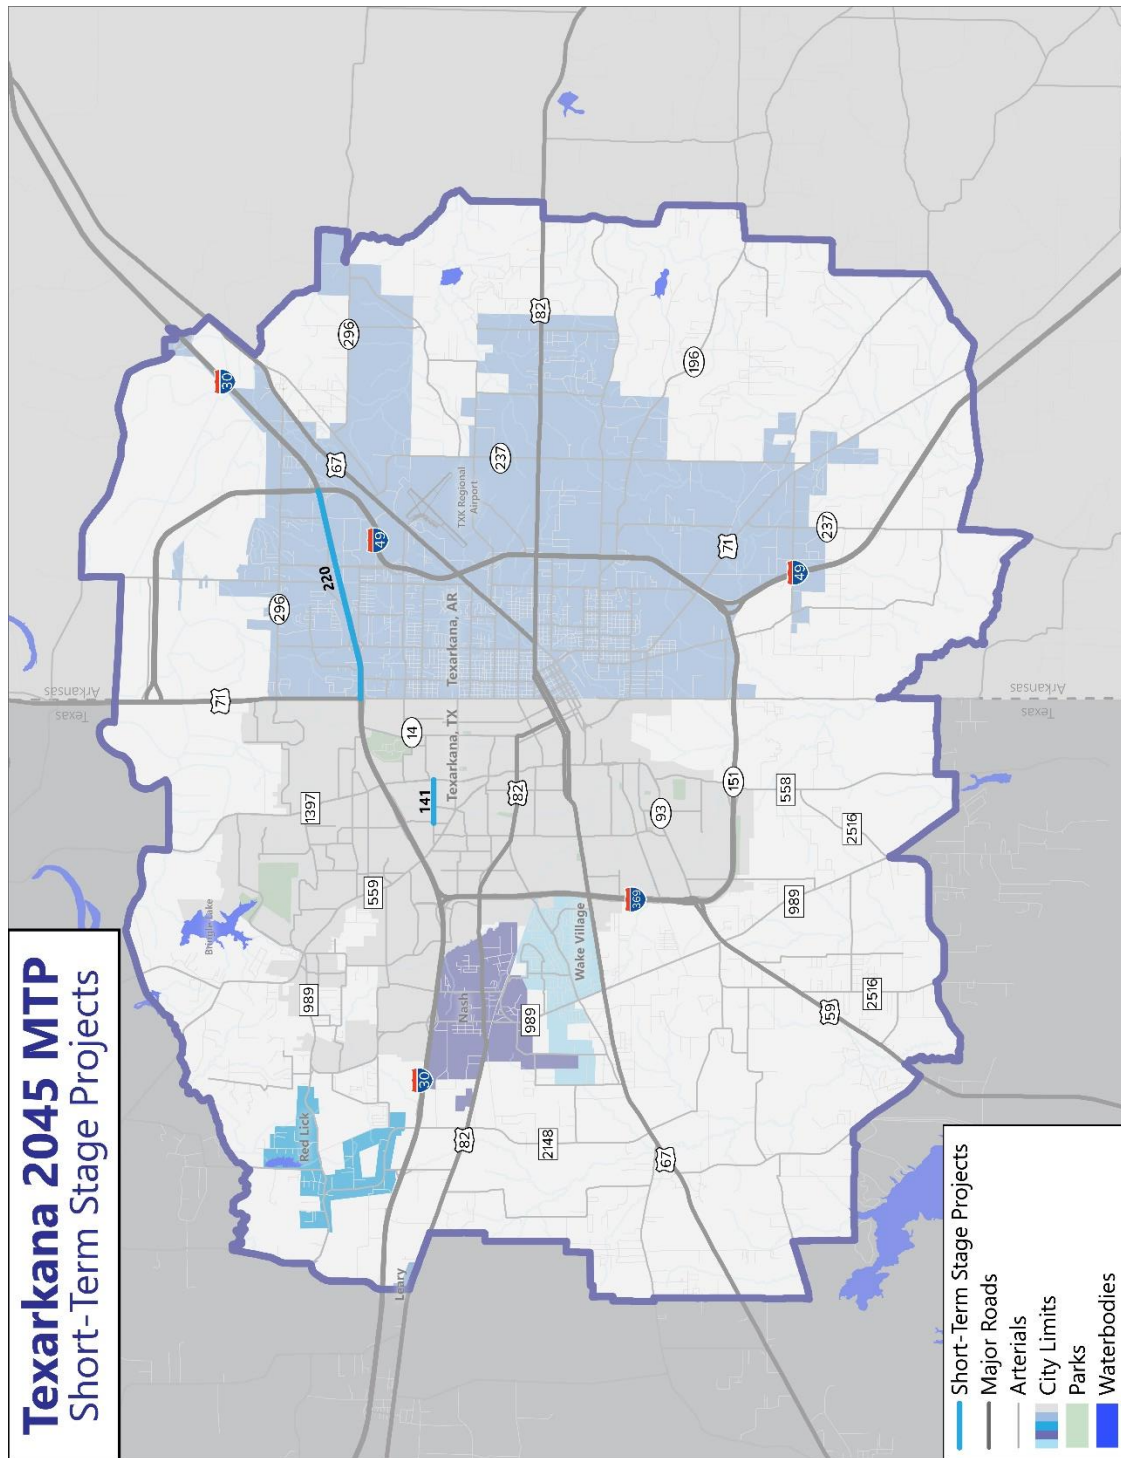 Texarkana 2045 MTP
Short-Term Stage Projects
Arkansas
Texas
71
296
220
30
67
296
49
237
TXK Regional
Airport
82
196
Texarkana, AR
Texarkana, TX
14
141
1397
559
82
71
49
237
151
93
558
2516
369
989
Wake Village
Nash
989
Bringle Lake
989
Red Lick
30
82
2148
Leary
67
59
2516
Arkansas
Texas
Short-Term Stage Projects
Major Roads
Arterials
City Limits
Parks
Waterbodies